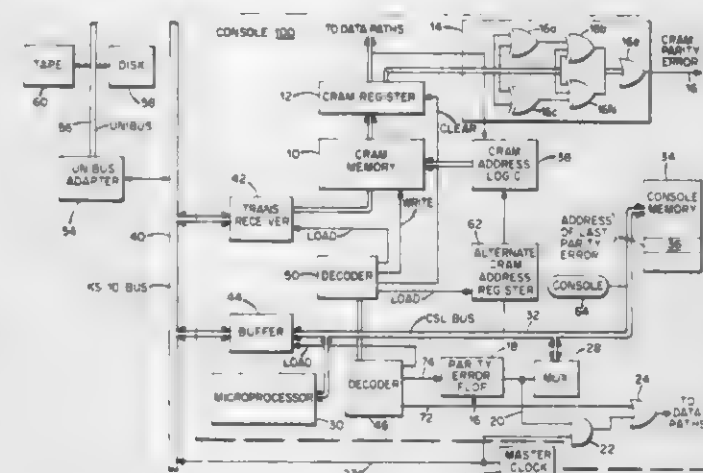 CONSOLE 100
TO DATA PATHS
14
16a
16b
16e
CRAM
PARITY
ERROR
16
TAPE
60
DISK
58
12
CRAM REGISTER
CLEAR
16c
56
UNIBUS
UNIBUS
ADAPTER
54
10
CRAM
MEMORY
CRAM
ADDRESS
LOGIC
34
CONSOLE
MEMORY
36
42
TRANS
RECEIVER
WRITE
LOAD
62
ALTERNATE
CRAM
ADDRESS
REGISTER
ADDRESS
OF LAST
PARITY
ERROR
40
KS 10 BUS
50
DECODER
LOAD
CONSOLE
64
44
BUFFER
CSL BUS
32
LOAD
18
28
MICROPROCESSOR
30
DECODER
46
74
PARITY
ERROR
FLOP
MUX
24
TO
DATA
PATHS
72
16
20
22
MASTER
CLOCK